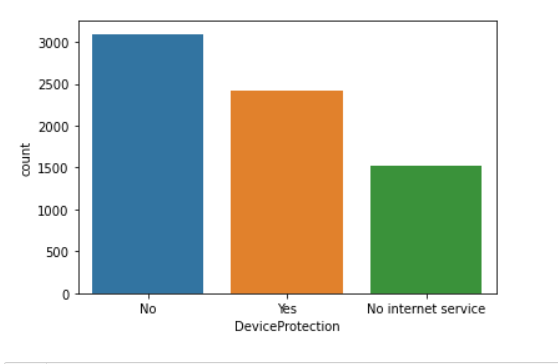 3000
2500
2000
1500
1000
500
0
count
No Yes No internet service
DeviceProtection